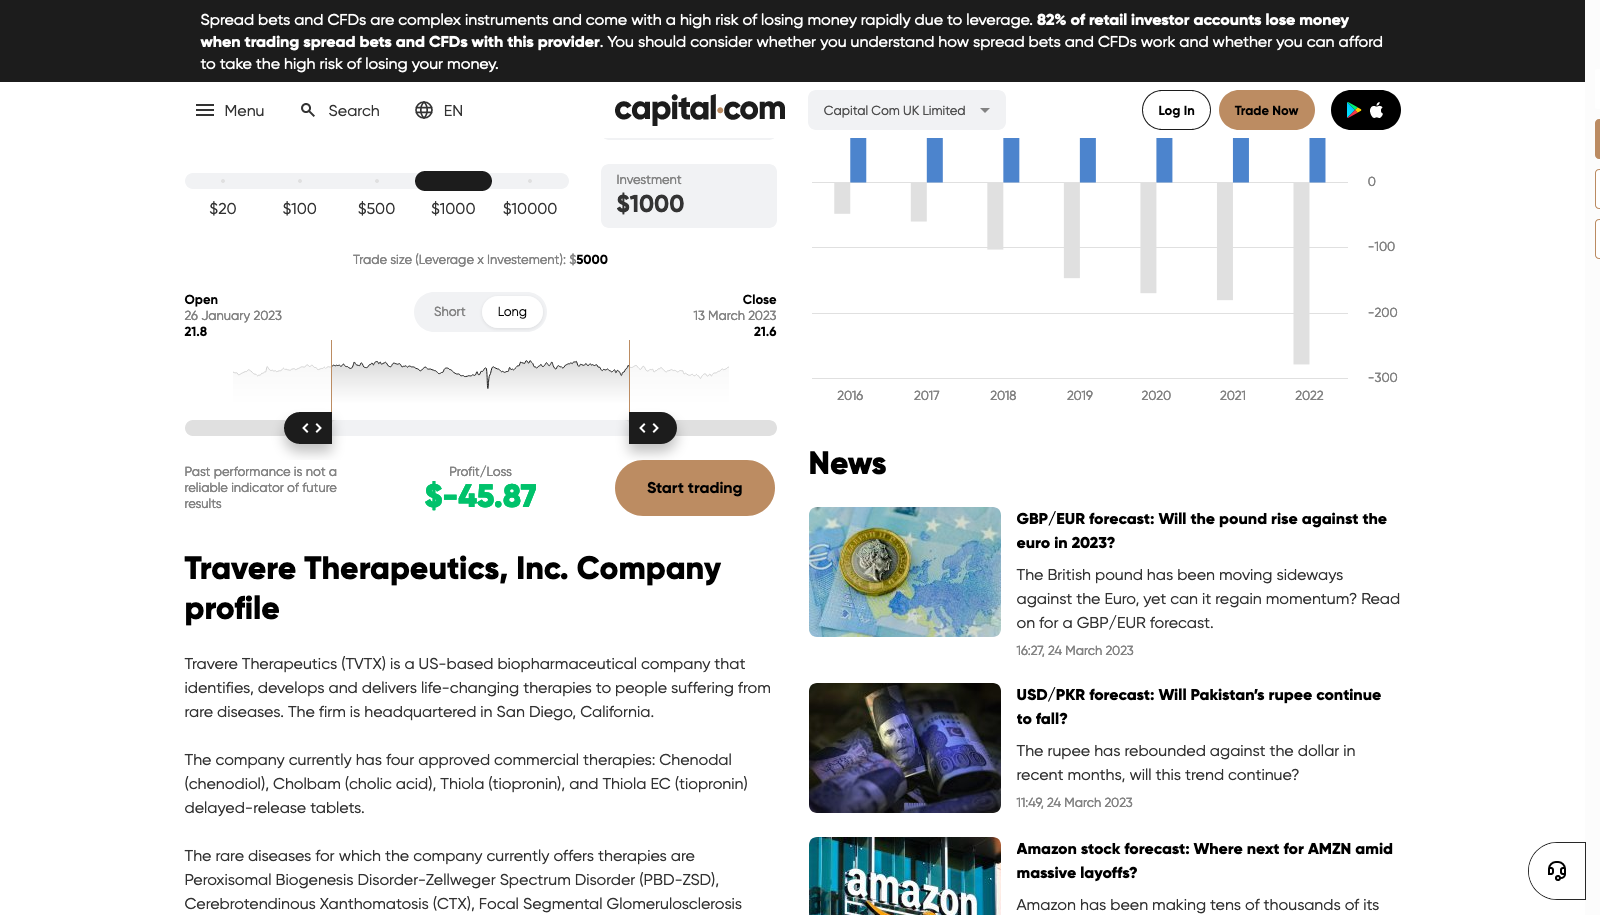 Spread bets and CFDs are complex instruments and come with a high risk of losing money rapidly due to leverage. 82% of retail investor accounts lose money
when trading spread bets and CFDs with this provider. You should consider whether you understand how spread bets and CFDs work and whether you can afford
to take the high risk of losing your money.
Menu
Search
EN
capital.com
Capital Com UK Limited
Log In
Trade Now
$20
$100
$500
$1000
$10000
Investment
$1000
Trade size (Leverage x Investement): $5000
Open
26 January 2023
21.8
Short
Long
Close
13 March 2023
21.6
Past performance is not a
reliable indicator of future
results
Profit/Loss
$-45.87
Start trading
Travere Therapeutics, Inc. Company
profile
Travere Therapeutics (TVTX) is a US-based biopharmaceutical company that
identifies, develops and delivers life-changing therapies to people suffering from
rare diseases. The firm is headquartered in San Diego, California.
The company currently has four approved commercial therapies: Chenodal
(chenodiol), Cholbam (cholic acid), Thiola (tiopronin), and Thiola EC (tiopronin)
delayed-release tablets.
The rare diseases for which the company currently offers therapies are
Peroxisomal Biogenesis Disorder-Zellweger Spectrum Disorder (PBD-ZSD),
Cerebrotendinous Xanthomatosis (CTX), Focal Segmental Glomerulosclerosis
0
-100
-200
-300
2016
2017
2018
2019
2020
2021
2022
News
GBP/EUR forecast: Will the pound rise against the
euro in 2023?
The British pound has been moving sideways
against the Euro, yet can it regain momentum? Read
on for a GBP/EUR forecast.
16:27, 24 March 2023
USD/PKR forecast: Will Pakistan’s rupee continue
to fall?
The rupee has rebounded against the dollar in
recent months, will this trend continue?
11:49, 24 March 2023
amazon
Amazon stock forecast: Where next for AMZN amid
massive layoffs?
Amazon has been making tens of thousands of its